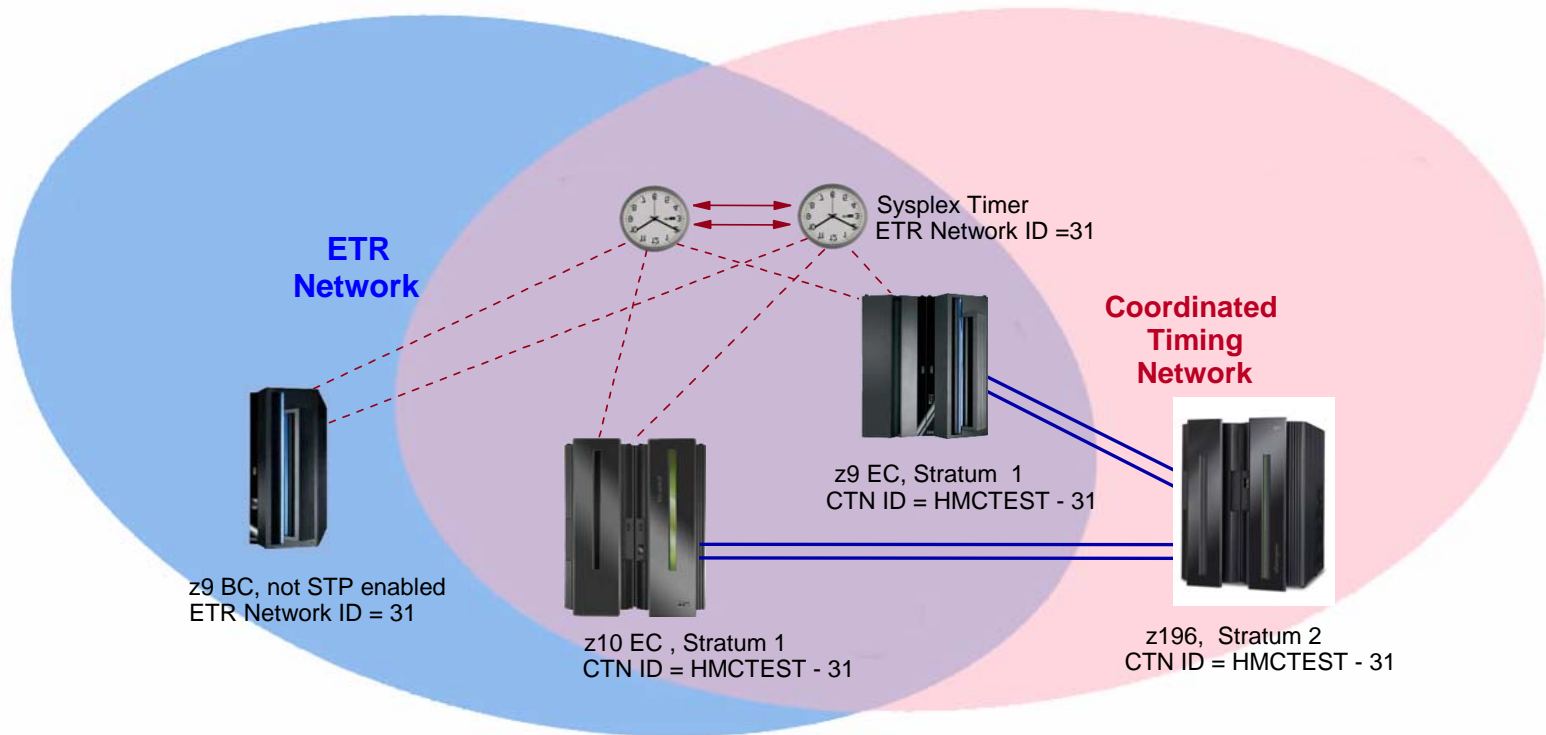 Sysplex Timer
ETR Network ID =31
ETR
Network
Coordinated
Timing
Network
z9 EC, Stratum  1
CTN ID = HMCTEST - 31
z9 BC, not STP enabled
ETR Network ID = 31
z10 EC , Stratum 1
CTN ID = HMCTEST - 31
z196,  Stratum 2
CTN ID = HMCTEST - 31